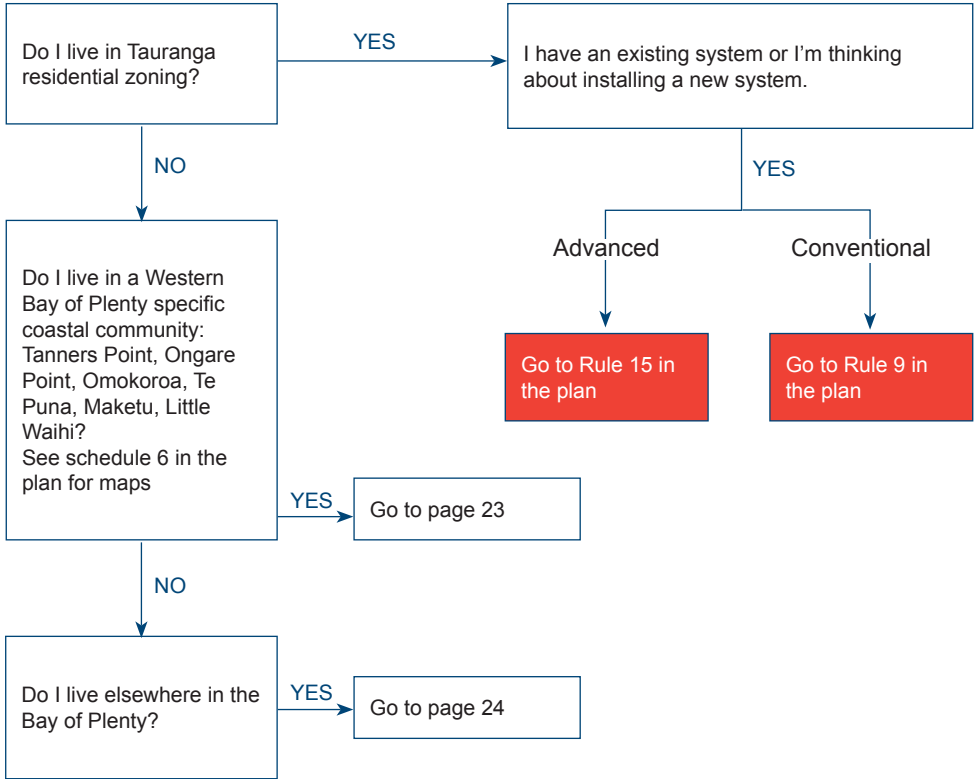 Do I live in Tauranga
residential zoning?
YES
I have an existing system or I'm thinking
about installing a new system.
NO
YES
Advanced
Conventional
Do I live in a Western
Bay of Plenty specific
coastal community:
Tanners Point, Ongare
Point, Omokoroa, Te
Puna, Maketu, Little
Waihi?
See schedule 6 in the
plan for maps
Go to Rule 15 in
the plan
Go to Rule 9 in
the plan
YES
Go to page 23
NO
Do I live elsewhere in the
Bay of Plenty?
YES
Go to page 24